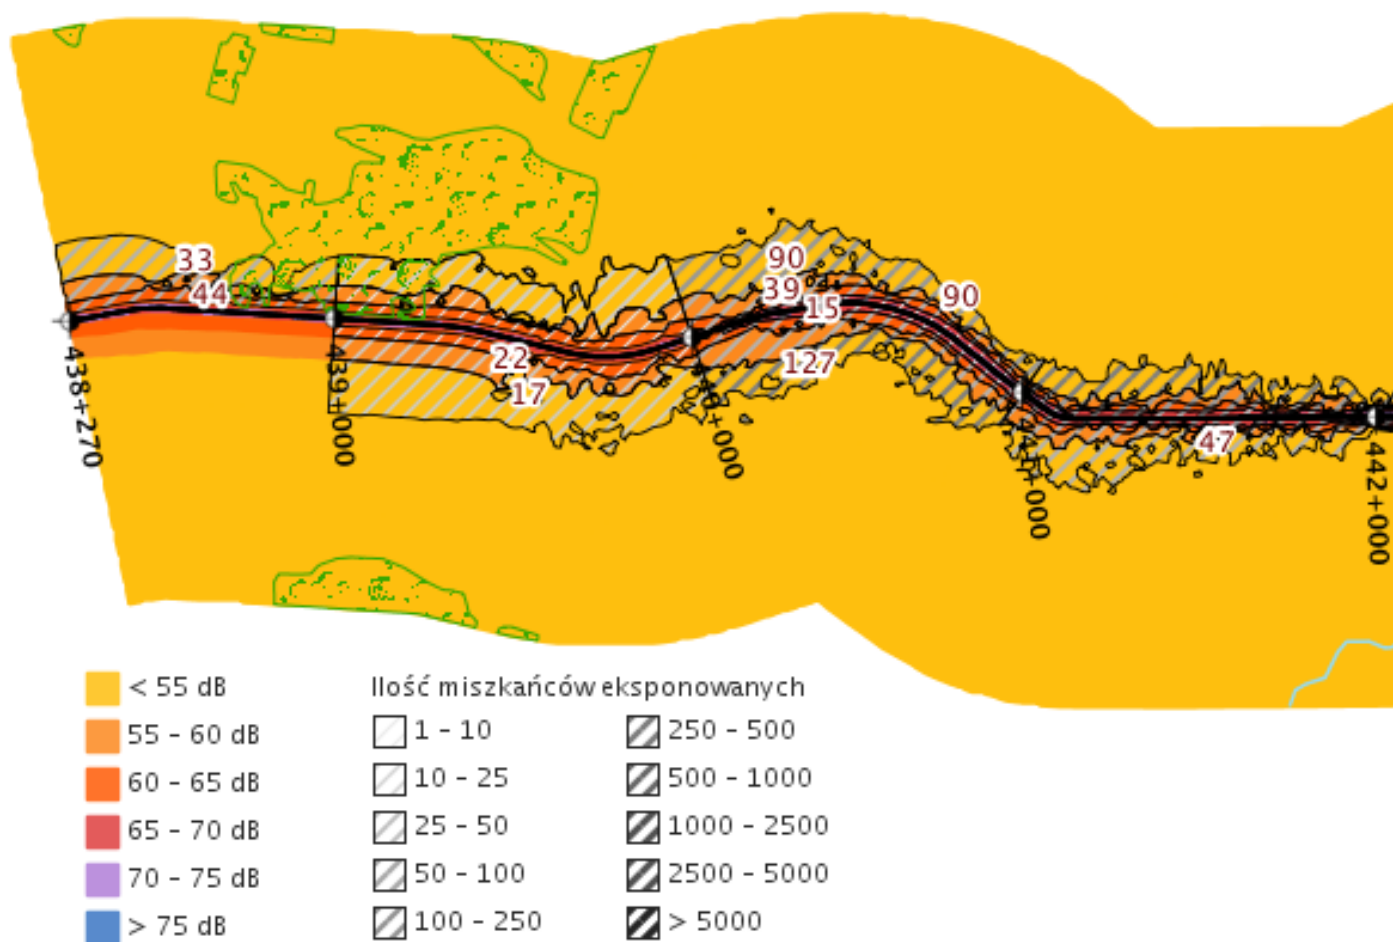 33
44
90
39
15
90
22
17
127
47
438+270
439+000
442+000
< 55 dB
55 - 60 dB
60 - 65 dB
65 - 70 dB
70 - 75 dB
> 75 dB
Ilość miszkańców eksponowanych
1 - 10
10 - 25
25 - 50
50 - 100
100 - 250
250 - 500
500 - 1000
1000 - 2500
2500 - 5000
> 5000